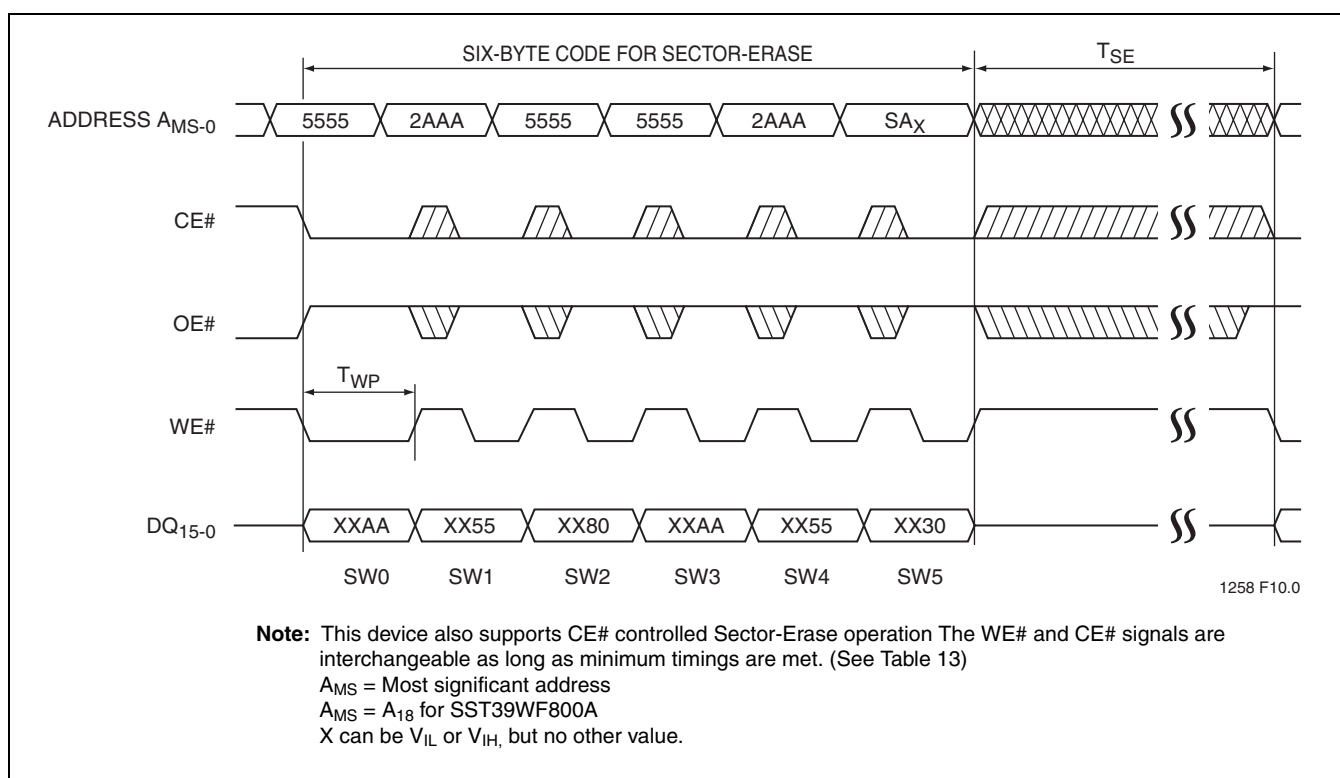 SIX-BYTE CODE FOR SECTOR-ERASE TSE
ADDRESS AMS-0 5555 2AAA 5555 5555 2AAA SAX
CE#
OE#
TWP
WE#
DQ15-0 XXAA XX55 XX80 XXAA XX55 XX30
SW0 SW1 SW2 SW3 SW4 SW5
1258 F10.0
Note: This device also supports CE# controlled Sector-Erase operation The WE# and CE# signals are
interchangeable as long as minimum timings are met. (See Table 13)
AMS = Most significant address
AMS = A18 for SST39WF800A
X can be VIL or VIH, but no other value.